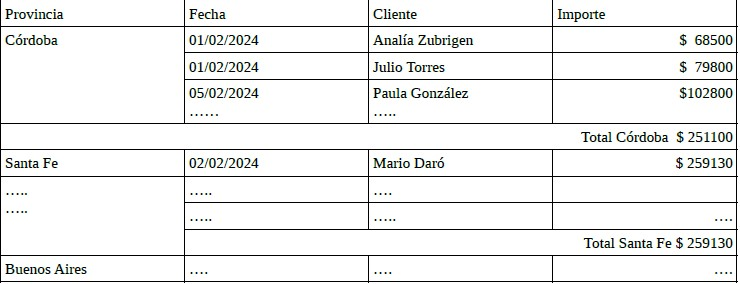 Provincia Fecha Cliente Importe
Córdoba 01/02/2024 Analía Zubrigen $ 68500
01/02/2024 Julio Torres $ 79800
05/02/2024 Paula González $102800
…… …..
Total Córdoba $ 251100
Santa Fe 02/02/2024 Mario Daró $ 259130
….. ….. ….
….. ….. ….. ….
Total Santa Fe $ 259130
Buenos Aires …. …. ….